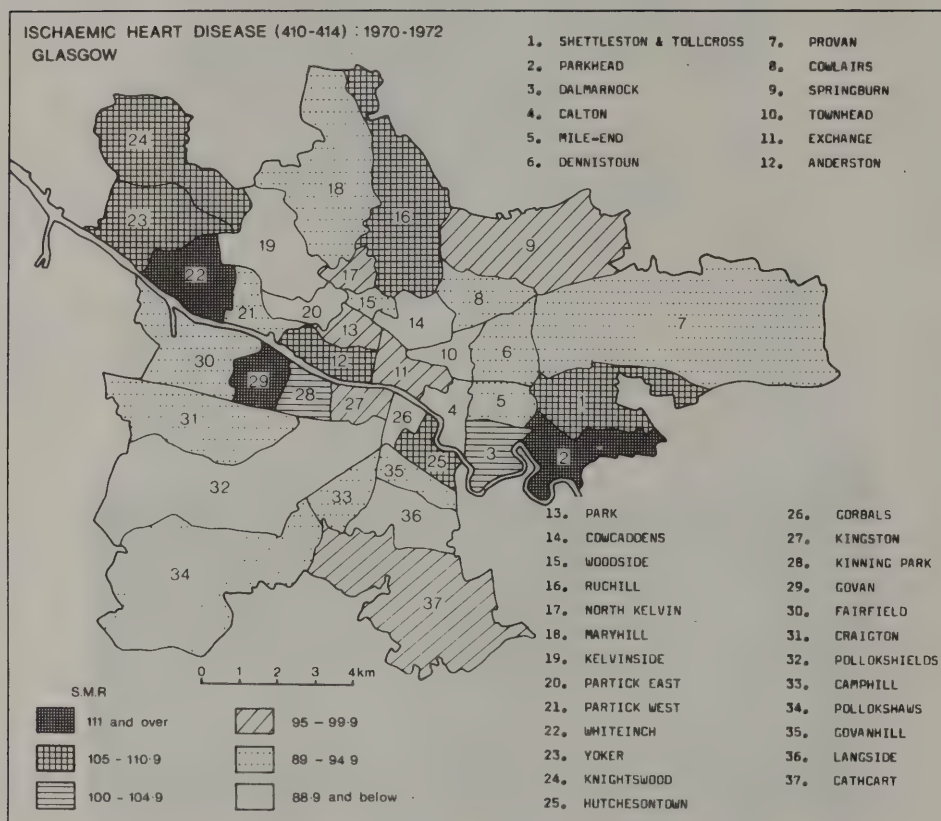 ISCHAEMIC HEART DISEASE (410-414) : 1970-1972
GLASGOW
1. SHETTLESTON & TOLLCROSS
2. PARKHEAD
3. DALMARNOCK
4. CALTON
5. MILE-END
6. DENNISTOUN
7. PROVAN
8. COWLAIRS
9. SPRINGBURN
10. TOWNHEAD
11. EXCHANGE
12. ANDERSTON
24
18
23
16
19
9
22
17
7
21
20
15
8
14
13
30
12
10
6
11
29
28
5
1
27
4
31
26
3
25
2
35
32
33
36
34
37
13. PARK
14. COWCADDENS
15. WOODSIDE
16. RUCHILL
17. NORTH KELVIN
18. MARYHILL
19. KELVINSIDE
20. PARTICK EAST
21. PARTICK WEST
22. WHITEINCH
23. YOKER
24. KNIGHTSWOOD
25. HUTCHESONTOWN
26. GORBALS
27. KINGSTON
28. KINNING PARK
29. GOVAN
30. FAIRFIELD
31. CRAIGTON
32. POLLOKSHIELDS
33. CAMPHILL
34. POLLOKSHAWS
35. GOVANHILL
36. LANGSIDE
37. CATHCART
0 1 2 3 4km
S.M.R
111 and over
105 - 110·9
100 - 104·9
95 - 99·9
89 - 94·9
88·9 and below